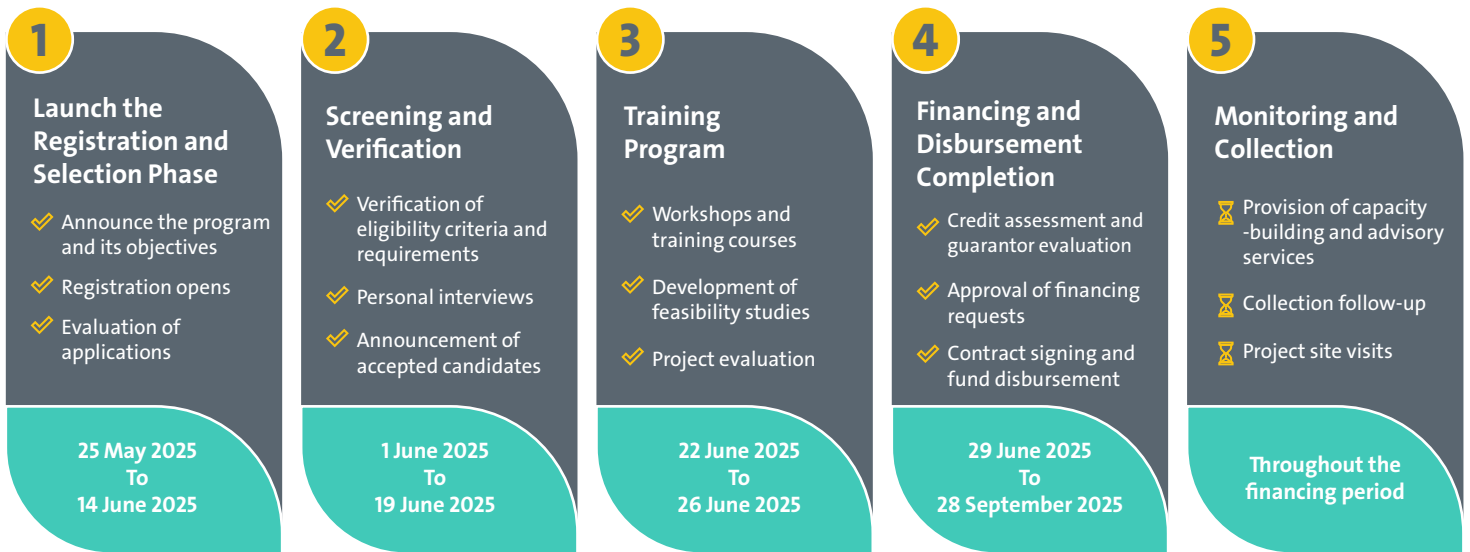 1
Launch the
Registration and
Selection Phase
Announce the program
and its objectives
Registration opens
Evaluation of
applications
25 May 2025
To
14 June 2025
2
Screening and
Verification
Verification of
eligibility criteria and
requirements
Personal interviews
Announcement of
accepted candidates
1 June 2025
To
19 June 2025
3
Training
Program
Workshops and
training courses
Development of
feasibility studies
Project evaluation
22 June 2025
To
26 June 2025
4
Financing and
Disbursement
Completion
Credit assessment and
guarantor evaluation
Approval of financing
requests
Contract signing and
fund disbursement
29 June 2025
To
28 September 2025
5
Monitoring and
Collection
Provision of capacity
-building and advisory
services
Collection follow-up
Project site visits
Throughout the
financing period